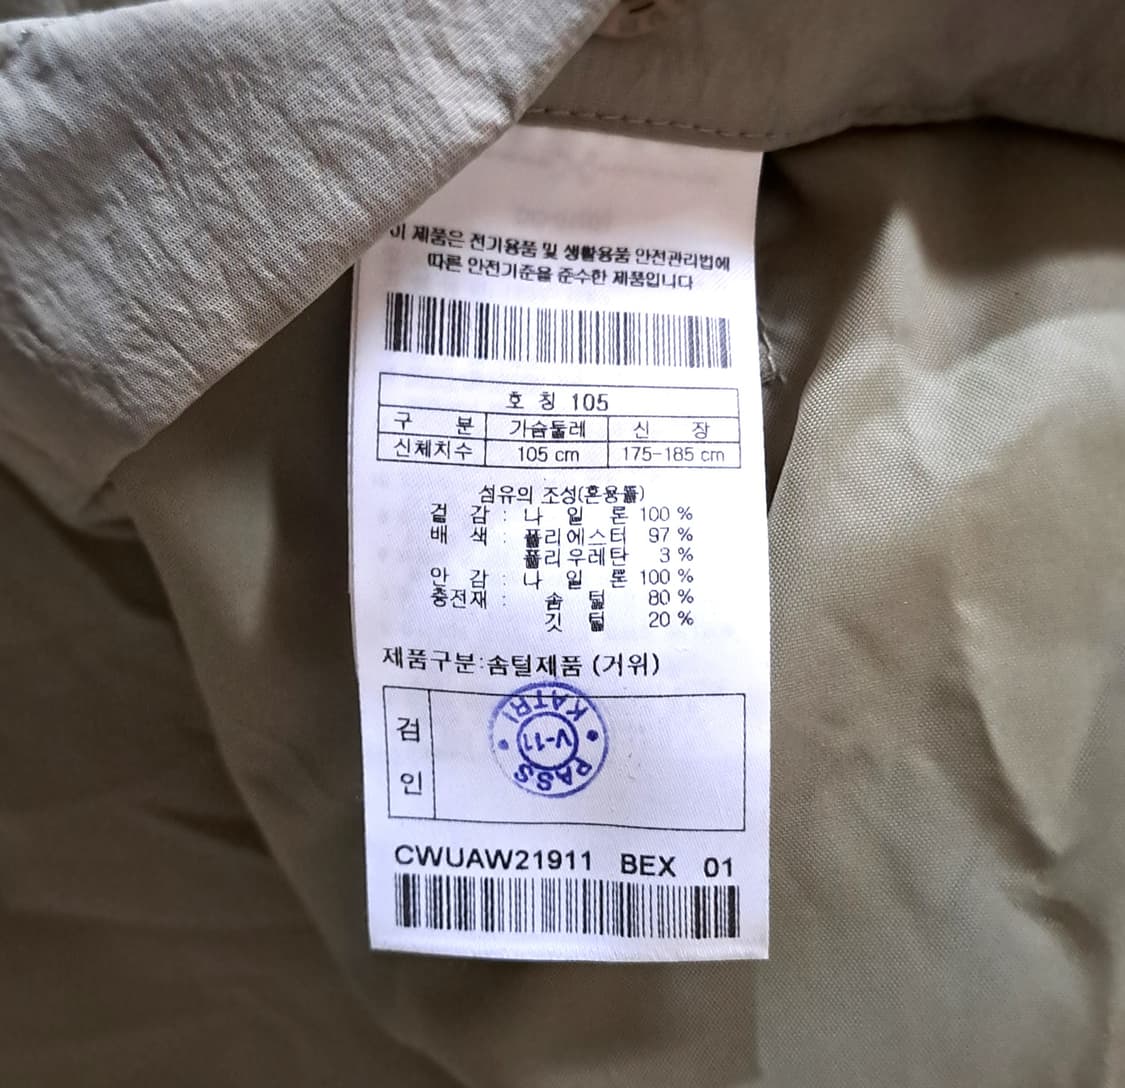 이 제품은 전기용품 및 생활용품 안전관리법에
따른 안전기준을 준수한 제품입니다
호 칭 105
구 분 가슴둘레 신 장
신체치수 105 cm 175-185 cm
섬유의 조성(혼용률)
겉 감 : 나 일 론 100 %
배 색 : 폴리에스터 97 %
폴리우레탄 3 %
안 감 : 나 일 론 100 %
충전재 : 솜 털 80 %
깃 털 20 %
제품구분:솜털제품 (거위)
검
인
KATRI
V-11
PASS
CWUAW21911 BEX 01